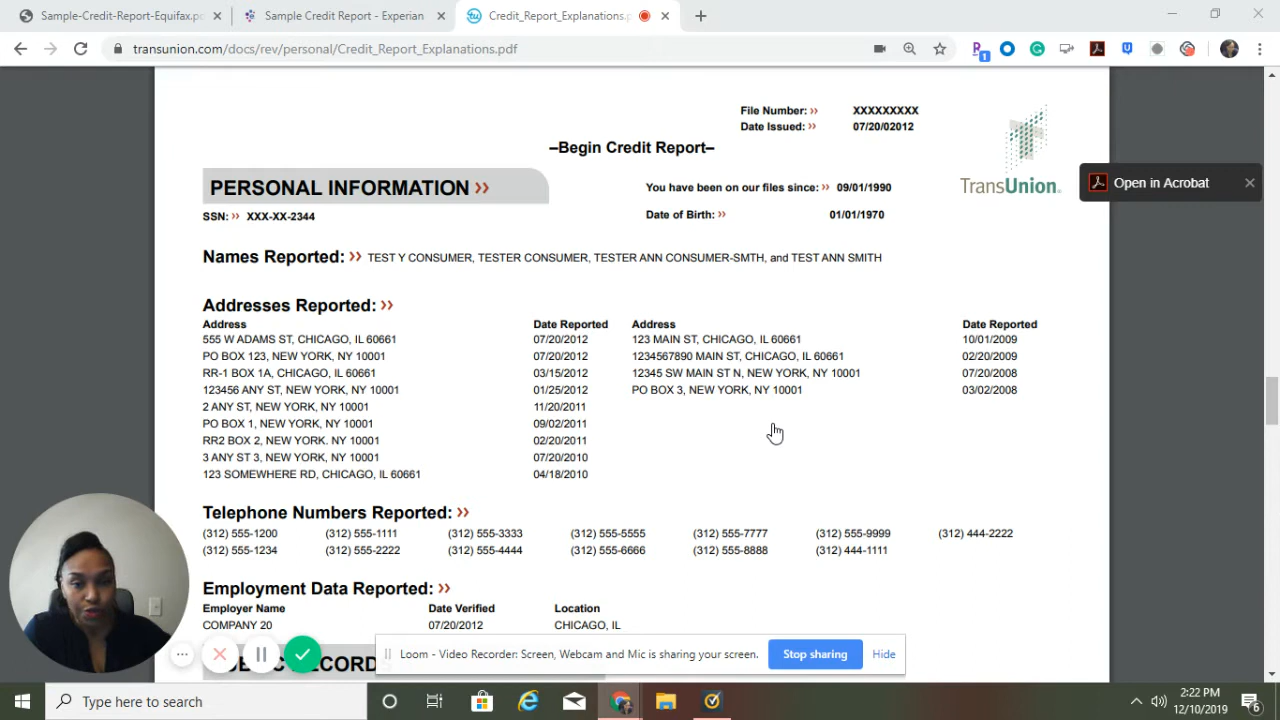 Sample-Credit-Report-Equifax.p
Sample Credit Report - Experian
Credit_Report_Explanations.p
transunion.com/docs/rev/personal/Credit_Report_Explanations.pdf
1
File Number: >> XXXXXXXXX
Date Issued: >> 07/20/02012
–Begin Credit Report–
TransUnion.
Open in Acrobat
PERSONAL INFORMATION >>
You have been on our files since: >> 09/01/1990
SSN: >> XXX-XX-2344
Date of Birth: >> 01/01/1970
Names Reported: >> TEST Y CONSUMER, TESTER CONSUMER, TESTER ANN CONSUMER-SMTH, and TEST ANN SMITH
Addresses Reported: >>
Address Date Reported Address Date Reported
555 W ADAMS ST, CHICAGO, IL 60661 07/20/2012 123 MAIN ST, CHICAGO, IL 60661 10/01/2009
PO BOX 123, NEW YORK, NY 10001 07/20/2012 1234567890 MAIN ST, CHICAGO, IL 60661 02/20/2009
RR-1 BOX 1A, CHICAGO, IL 60661 03/15/2012 12345 SW MAIN ST N, NEW YORK, NY 10001 07/20/2008
123456 ANY ST, NEW YORK, NY 10001 01/25/2012 PO BOX 3, NEW YORK, NY 10001 03/02/2008
2 ANY ST, NEW YORK, NY 10001 11/20/2011
PO BOX 1, NEW YORK, NY 10001 09/02/2011
RR2 BOX 2, NEW YORK. NY 10001 02/20/2011
3 ANY ST 3, NEW YORK, NY 10001 07/20/2010
123 SOMEWHERE RD, CHICAGO, IL 60661 04/18/2010
Telephone Numbers Reported: >>
(312) 555-1200 (312) 555-1111 (312) 555-3333 (312) 555-5555 (312) 555-7777 (312) 555-9999 (312) 444-2222
(312) 555-1234 (312) 555-2222 (312) 555-4444 (312) 555-6666 (312) 555-8888 (312) 444-1111
Employment Data Reported: >>
Employer Name Date Verified Location
COMPANY 20 07/20/2012 CHICAGO, IL
Loom - Video Recorder: Screen, Webcam and Mic is sharing your screen. Stop sharing Hide
Type here to search
2:22 PM
12/10/2019
6